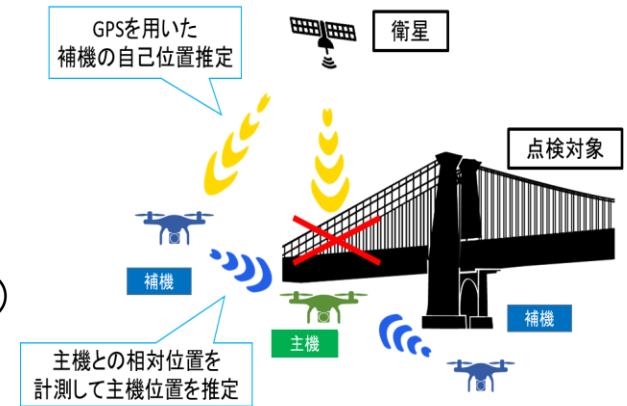 GPSを用いた
補機の自己位置推定
衛星
点検対象
補機
主機
補機
主機との相対位置を
計測して主機位置を推定
)